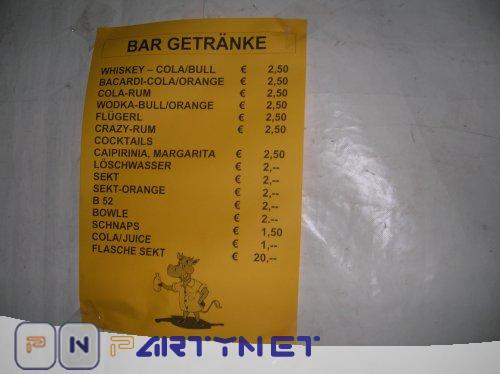 BAR GETRÄNKE
WHISKEY – COLA/BULL € 2,50
BACARDI-COLA/ORANGE € 2,50
COLA-RUM € 2,50
WODKA-BULL/ORANGE € 2,50
FLÜGERL € 2,50
CRAZY-RUM € 2,50
COCKTAILS
CAIPIRINIA, MARGARITA € 2,50
LÖSCHWASSER € 2,--
SEKT € 2,--
SEKT-ORANGE € 2,--
B 52 € 2,--
BOWLE € 2.--
SCHNAPS € 1,50
COLA/JUICE € 1,--
FLASCHE SEKT € 20,--
PN PARTYNET